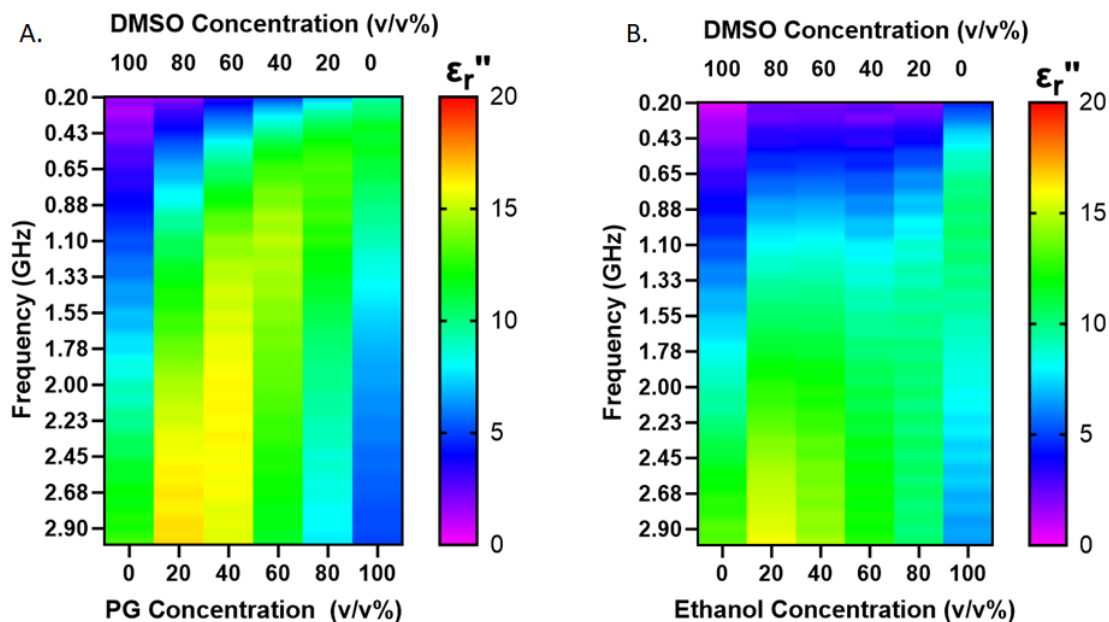 A.
DMSO Concentration (v/v%)
100 80 60 40 20 0
εr"
Frequency (GHz)
0.20
0.43
0.65
0.88
1.10
1.33
1.55
1.78
2.00
2.23
2.45
2.68
2.90
20
15
10
5
0
0 20 40 60 80 100
PG Concentration (v/v%)
B.
DMSO Concentration (v/v%)
100 80 60 40 20 0
εr"
Frequency (GHz)
0.20
0.43
0.65
0.88
1.10
1.33
1.55
1.78
2.00
2.23
2.45
2.68
2.90
20
15
10
5
0
0 20 40 60 80 100
Ethanol Concentration (v/v%)